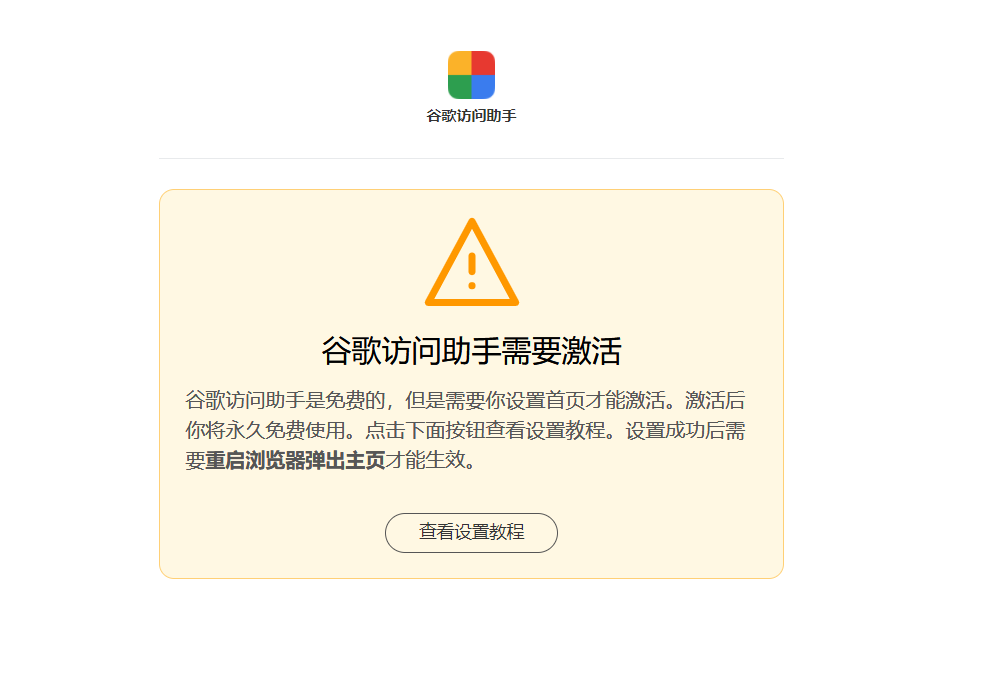 谷歌访问助手
谷歌访问助手需要激活
谷歌访问助手是免费的，但是需要你设置首页才能激活。激活后
你将永久免费使用。点击下面按钮查看设置教程。设置成功后需
要重启浏览器弹出主页才能生效。
查看设置教程